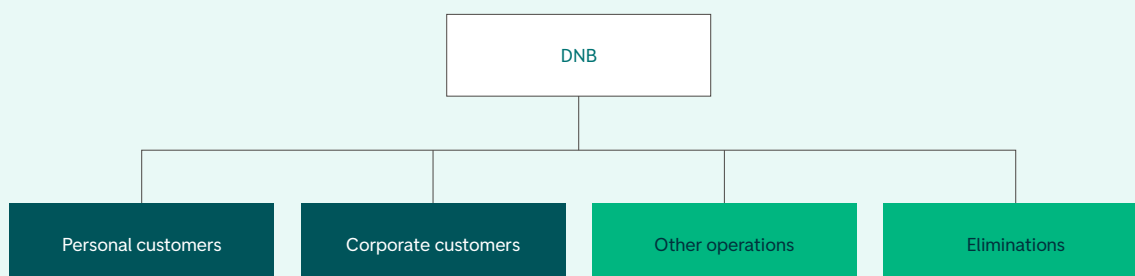 DNB
Personal customers
Corporate customers
Other operations
Eliminations